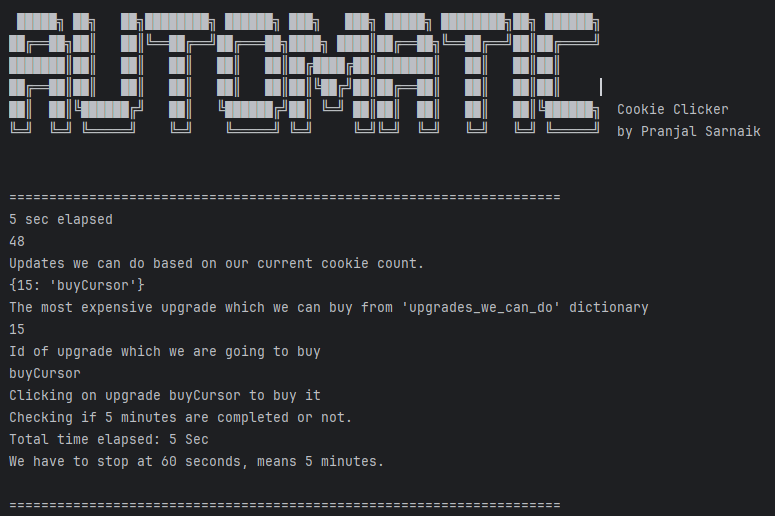 AUTOMATIC
Cookie Clicker
by Pranjal Sarnaik
=====================================================================
5 sec elapsed
48
Updates we can do based on our current cookie count.
{15: 'buyCursor'}
The most expensive upgrade which we can buy from 'upgrades_we_can_do' dictionary
15
Id of upgrade which we are going to buy
buyCursor
Clicking on upgrade buyCursor to buy it
Checking if 5 minutes are completed or not.
Total time elapsed: 5 Sec
We have to stop at 60 seconds, means 5 minutes.
=====================================================================